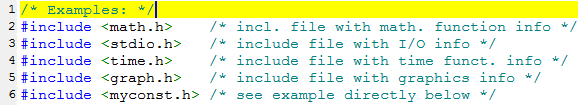 1 /* Examples: */
2 #include <math.h> /* incl. file with math. function info */
3 #include <stdio.h> /* include file with I/O info */
4 #include <time.h> /* include file with time funct. info */
5 #include <graph.h> /* include file with graphics info */
6 #include <myconst.h> /* see example directly below */